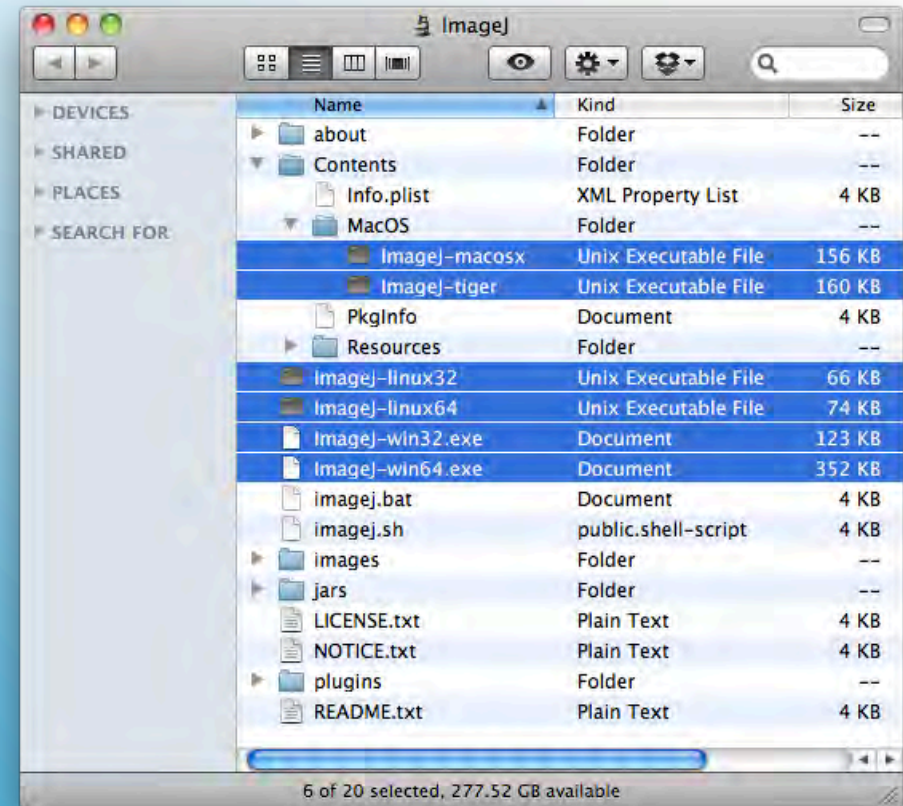 ImageJ
Name Kind Size
DEVICES
SHARED
PLACES
SEARCH FOR
about Folder --
Contents Folder --
Info.plist XML Property List 4 KB
MacOS Folder --
ImageJ-macosx Unix Executable File 156 KB
ImageJ-tiger Unix Executable File 160 KB
PkgInfo Document 4 KB
Resources Folder --
ImageJ-linux32 Unix Executable File 66 KB
ImageJ-linux64 Unix Executable File 74 KB
ImageJ-win32.exe Document 123 KB
ImageJ-win64.exe Document 352 KB
imagej.bat Document 4 KB
imagej.sh public.shell-script 4 KB
images Folder --
jars Folder --
LICENSE.txt Plain Text 4 KB
NOTICE.txt Plain Text 4 KB
plugins Folder --
README.txt Plain Text 4 KB
6 of 20 selected, 277.52 GB available